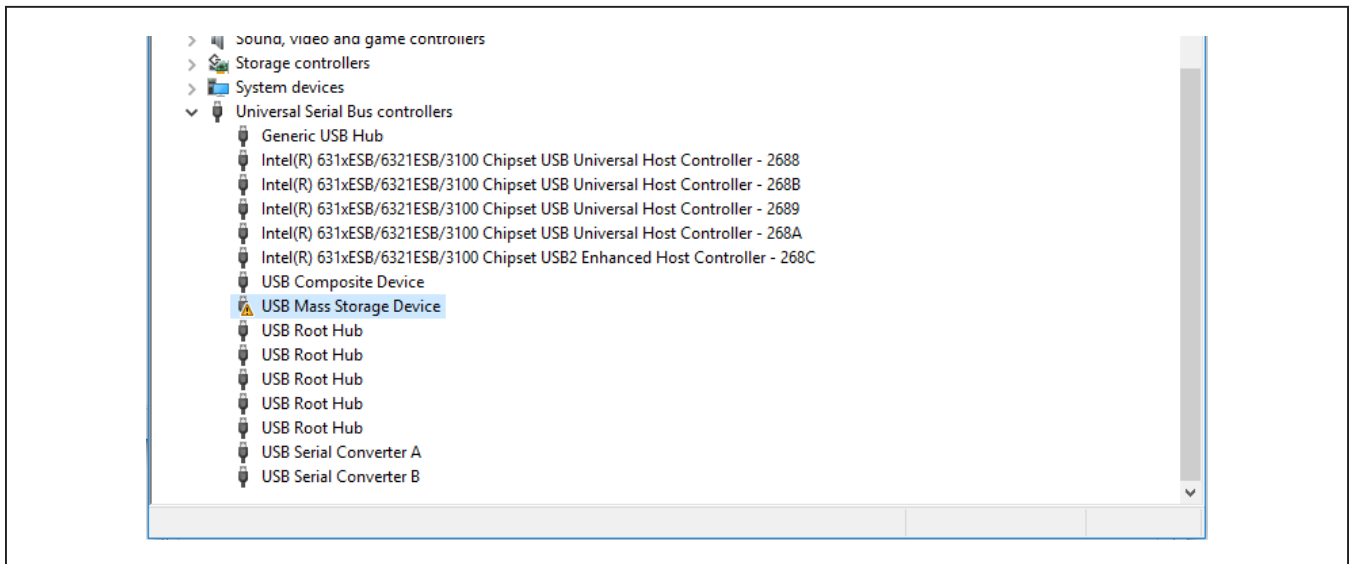 Sound, video and game controllers
Storage controllers
System devices
Universal Serial Bus controllers
Generic USB Hub
Intel(R) 631xESB/6321ESB/3100 Chipset USB Universal Host Controller - 2688
Intel(R) 631xESB/6321ESB/3100 Chipset USB Universal Host Controller - 268B
Intel(R) 631xESB/6321ESB/3100 Chipset USB Universal Host Controller - 2689
Intel(R) 631xESB/6321ESB/3100 Chipset USB Universal Host Controller - 268A
Intel(R) 631xESB/6321ESB/3100 Chipset USB2 Enhanced Host Controller - 268C
USB Composite Device
USB Mass Storage Device
USB Root Hub
USB Root Hub
USB Root Hub
USB Root Hub
USB Root Hub
USB Serial Converter A
USB Serial Converter B